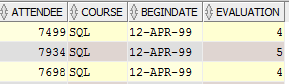 ATTENDEE COURSE BEGINDATE EVALUATION
7499 SQL 12-APR-99 4
7934 SQL 12-APR-99 5
7698 SQL 12-APR-99 4